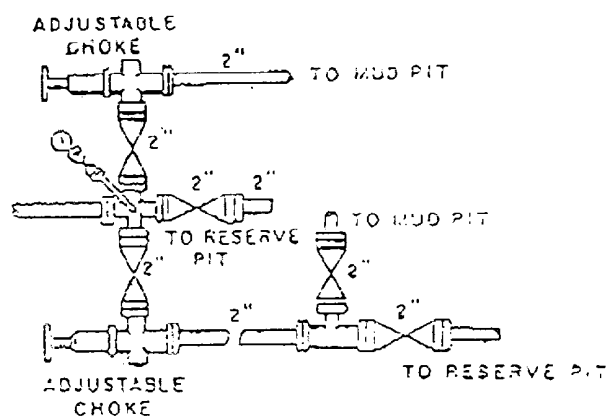 ADJUSTABLE
CHOKE
2"
TO MUD PIT
2"
2"
2"
TO RESERVE
PIT
TO MUD PIT
2"
2"
2"
2"
TO RESERVE PIT
ADJUSTABLE
CHOKE